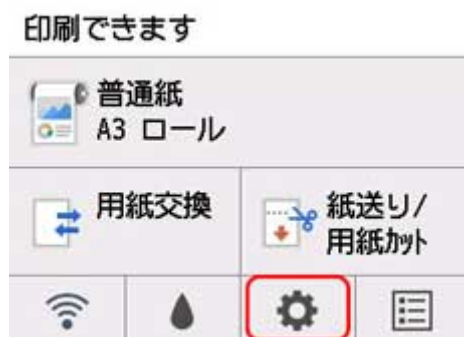 印刷できます
普通紙
A3 ロール
用紙交換
紙送り/
用紙カット